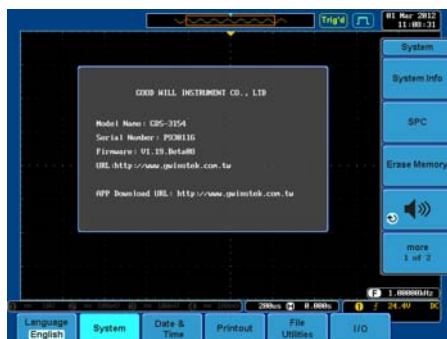 Trig'd
01 Mar 2012
11:08:31
System
GOOD WILL INSTRUMENT CO., LTD
Model Name: GDS-3154
Serial Number: P930116
Firmware: V1.19.Beta08
URL:http://www.gwinstek.com.tw
APP Download URL: http://www.gwinstek.com.tw
System Info
SPC
Erase Memory
more
1 of 2
F 1.00000kHz
200us H 0.000s
1 24.4V DC
Language
English
System
Date &
Time
Printout
File
Utilities
I/O